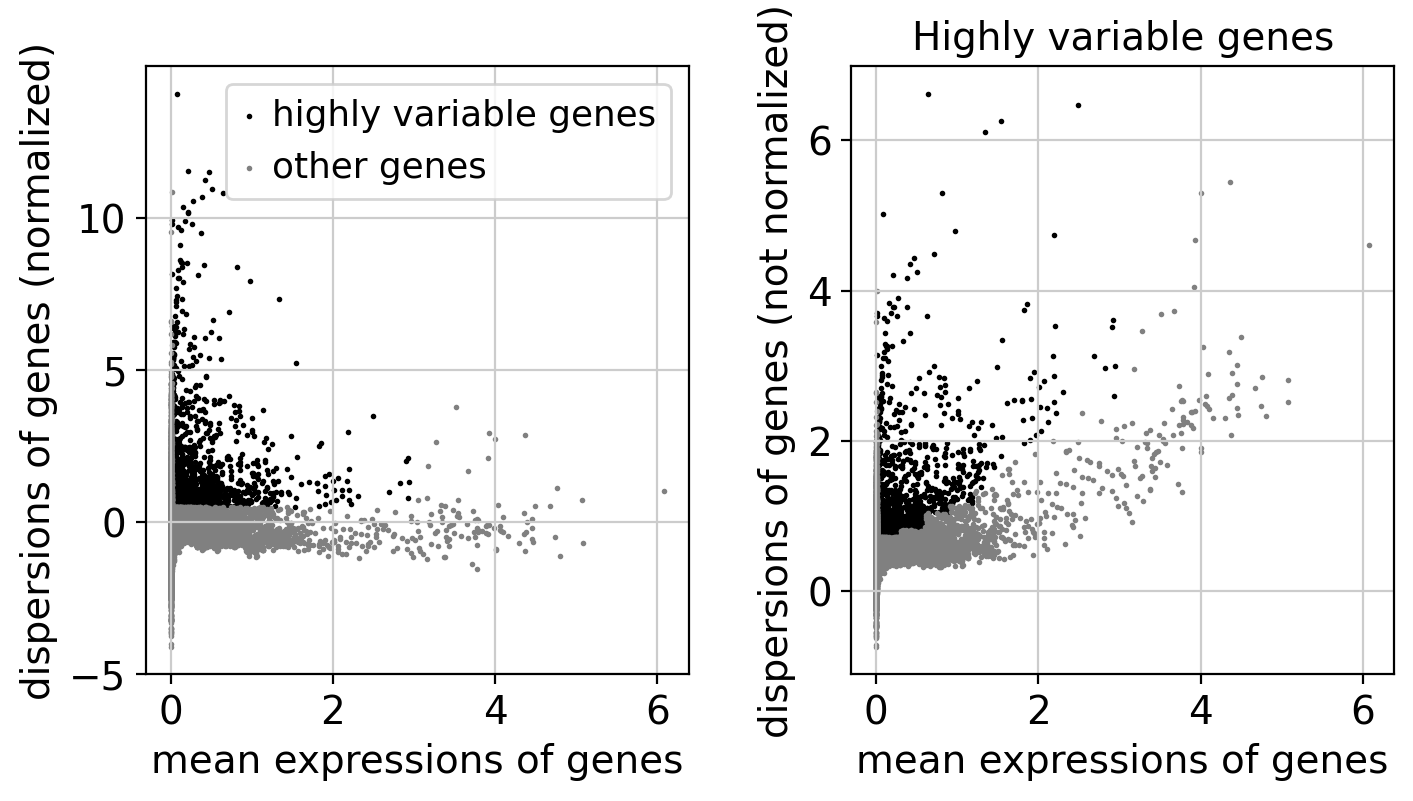 dispersions of genes (normalized)
10
5
0
−5
0 2 4 6
mean expressions of genes
highly variable genes
other genes
Highly variable genes
dispersions of genes (not normalized)
6
4
2
0
0 2 4 6
mean expressions of genes